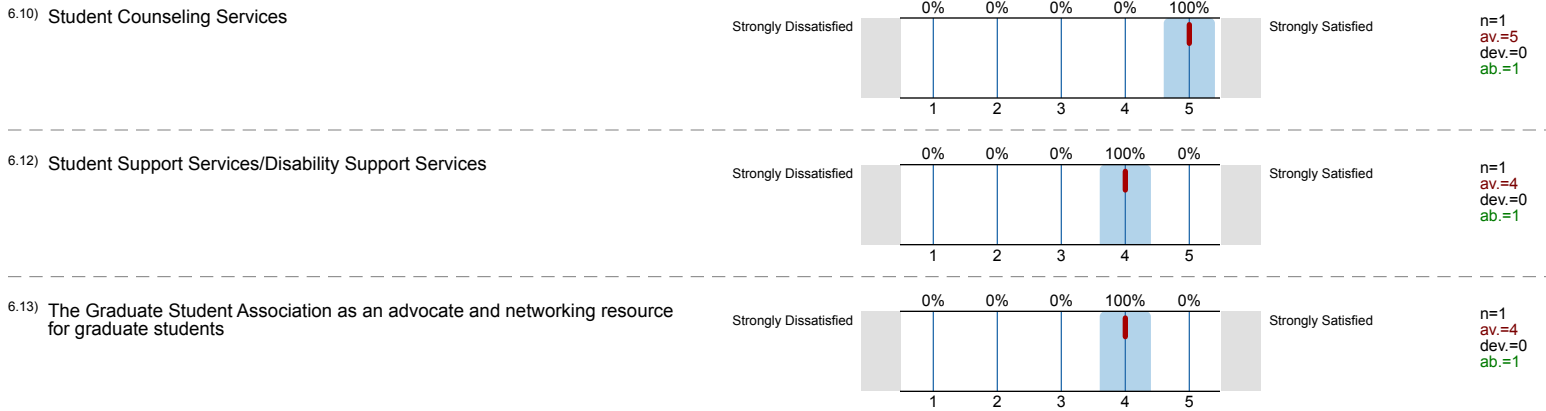 6.10) Student Counseling Services
0% 0% 0% 0% 100%
Strongly Dissatisfied Strongly Satisfied
1 2 3 4 5
n=1
av.=5
dev.=0
ab.=1
6.12) Student Support Services/Disability Support Services
0% 0% 0% 100% 0%
Strongly Dissatisfied Strongly Satisfied
1 2 3 4 5
n=1
av.=4
dev.=0
ab.=1
6.13) The Graduate Student Association as an advocate and networking resource
for graduate students
0% 0% 0% 100% 0%
Strongly Dissatisfied Strongly Satisfied
1 2 3 4 5
n=1
av.=4
dev.=0
ab.=1